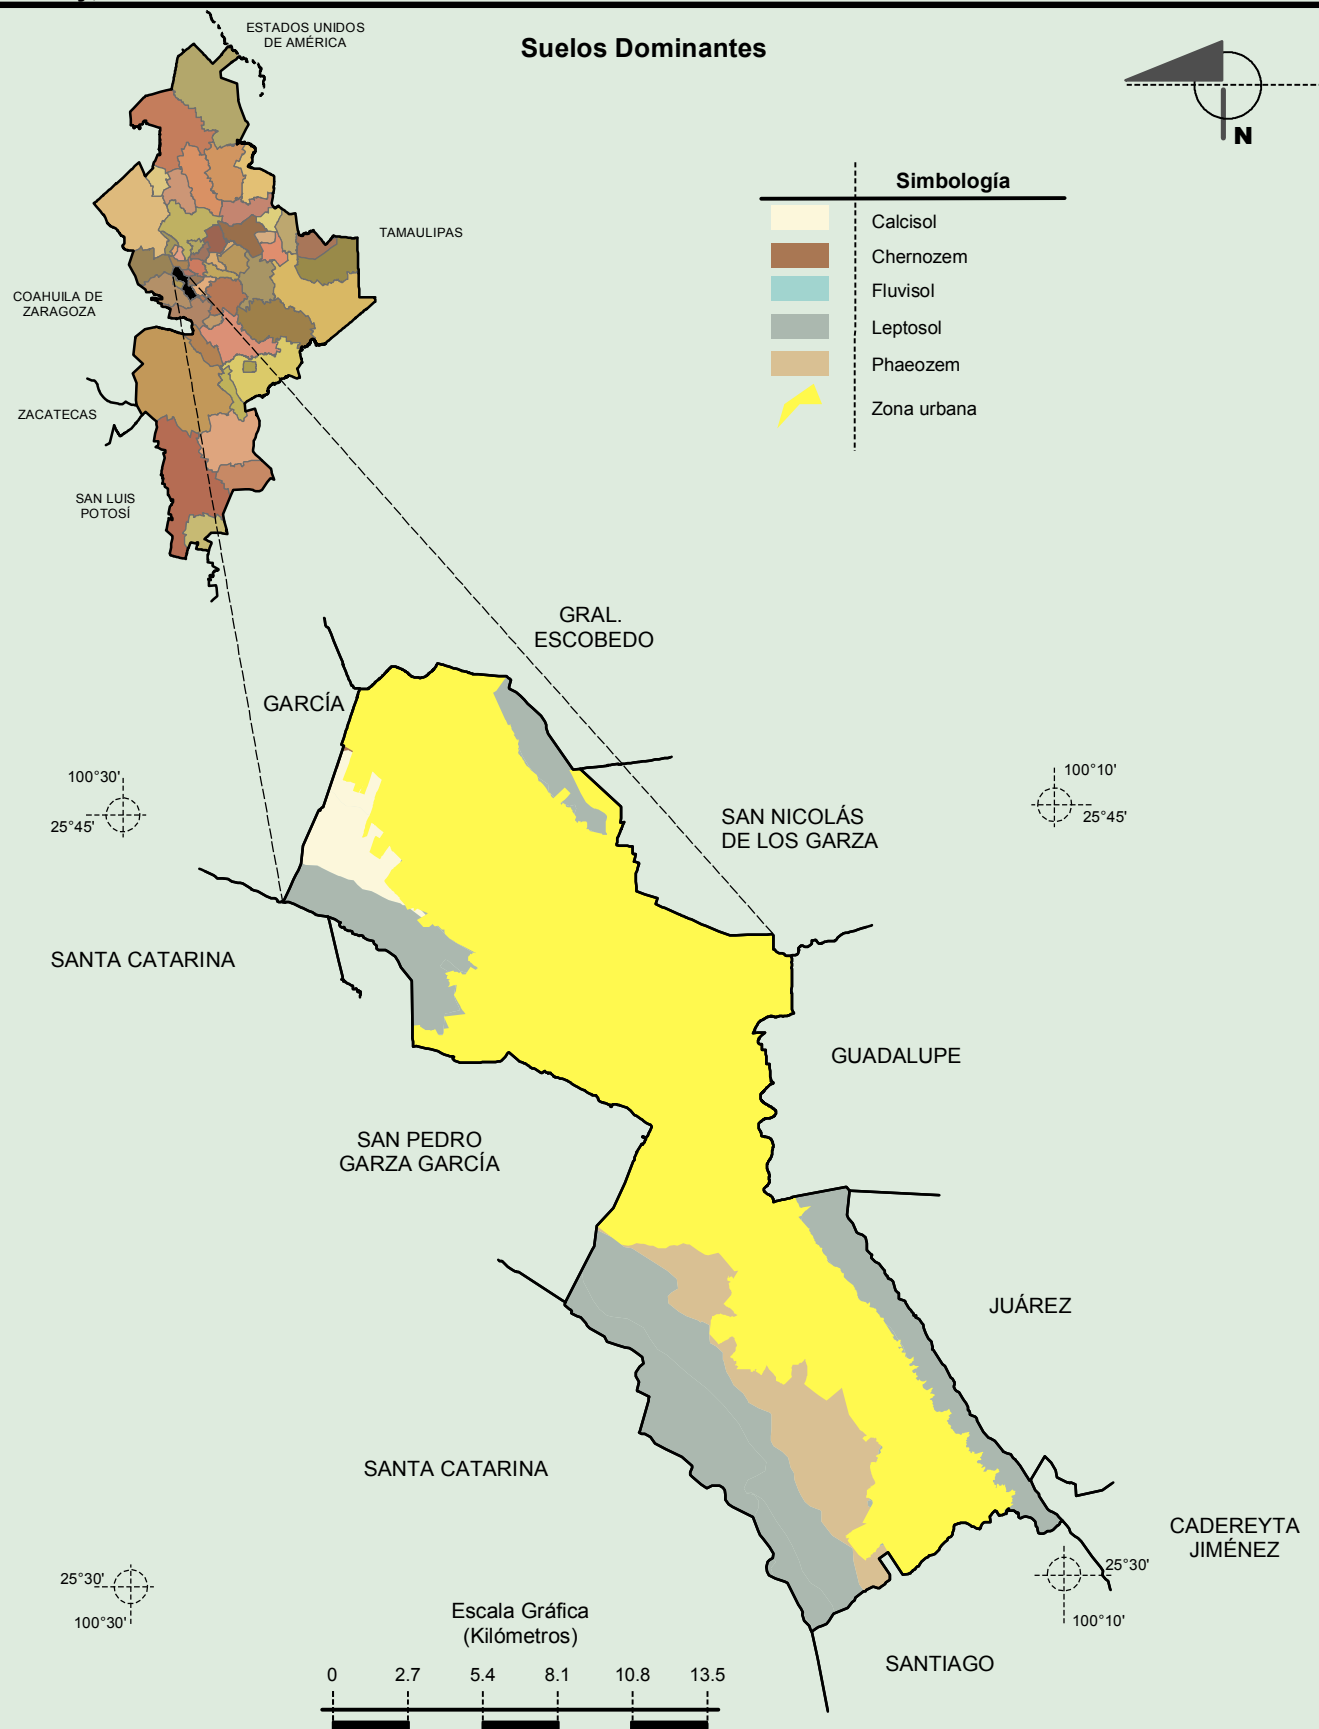 ESTADOS UNIDOS
DE AMÉRICA
Suelos Dominantes
N
Simbología
Calcisol
Chernozem
Fluvisol
Leptosol
Phaeozem
Zona urbana
TAMAULIPAS
COAHUILA DE
ZARAGOZA
ZACATECAS
SAN LUIS
POTOSÍ
GRAL.
ESCOBEDO
GARCÍA
100°30'
25°45'
100°10'
25°45'
SAN NICOLÁS
DE LOS GARZA
SANTA CATARINA
GUADALUPE
SAN PEDRO
GARZA GARCÍA
JUÁREZ
SANTA CATARINA
CADEREYTA
JIMÉNEZ
25°30'
100°30'
25°30'
100°10'
Escala Gráfica
(Kilómetros)
SANTIAGO
0 2.7 5.4 8.1 10.8 13.5